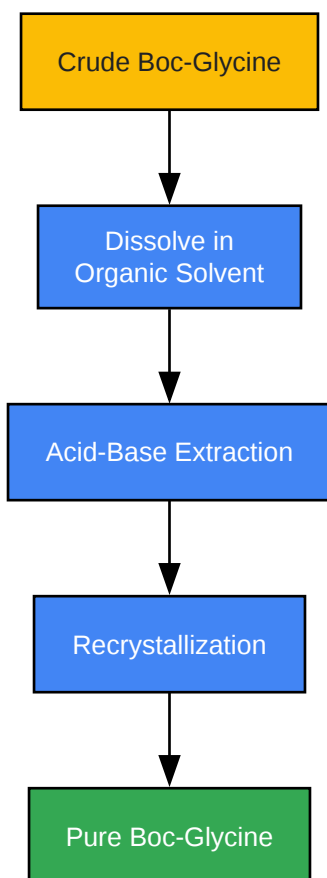 Crude Boc-Glycine
Dissolve in
Organic Solvent
Acid-Base Extraction
Recrystallization
Pure Boc-Glycine